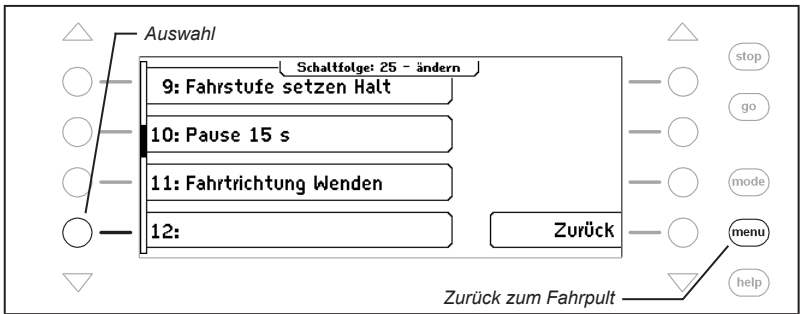 Auswahl
Schaltfolge: 25 - ändern
stop
9: Fahrstufe setzen Halt
go
10: Pause 15 s
11: Fahrtrichtung Wenden
mode
12:
Zurück
menu
help
Zurück zum Fahrpult